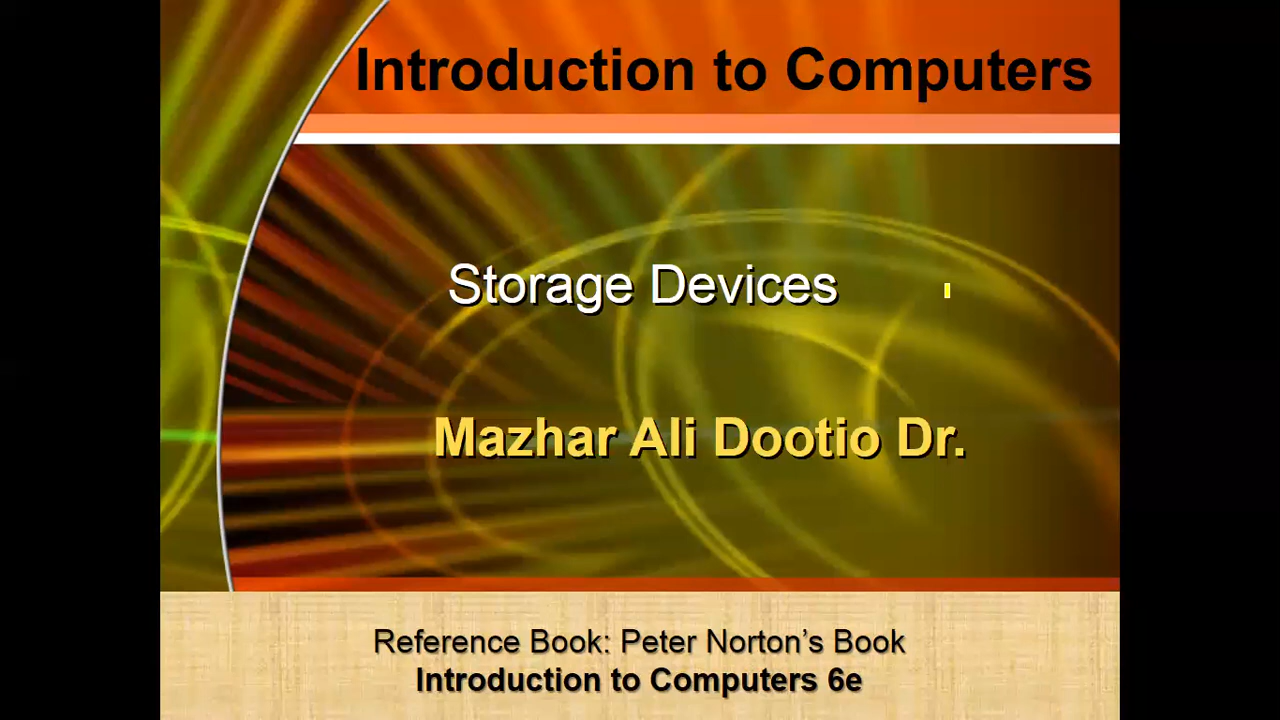 Introduction to Computers
Storage Devices
Mazhar Ali Dootio Dr.
Reference Book: Peter Norton’s Book
Introduction to Computers 6e